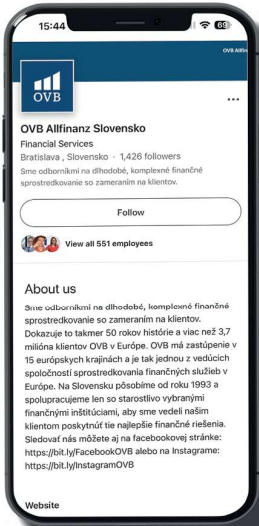 15:44
69
OVB Allfin
OVB
OVB Allfinanz Slovensko
Financial Services
Bratislava , Slovensko · 1,426 followers
Sme odborníkmi na dlhodobé, komplexné finančné
sprostredkovanie so zameraním na klientov.
Follow
View all 551 employees
About us
Sme odborníkmi na dlhodobé, komplexné finančné
sprostredkovanie so zameraním na klientov.
Dokazuje to takmer 50 rokov histórie a viac než 3,7
milióna klientov OVB v Európe. OVB má zastúpenie v
15 európskych krajinách a je tak jednou z vedúcich
spoločností sprostredkovania finančných služieb v
Európe. Na Slovensku pôsobíme od roku 1993 a
spolupracujeme len so starostlivo vybranými
finančnými inštitúciami, aby sme vedeli našim
klientom poskytnúť tie najlepšie finančné riešenia.
Sledovať nás môžete aj na facebookovej stránke:
https://bit.ly/FacebookOVB alebo na Instagrame:
https://bit.ly/InstagramOVB
Website